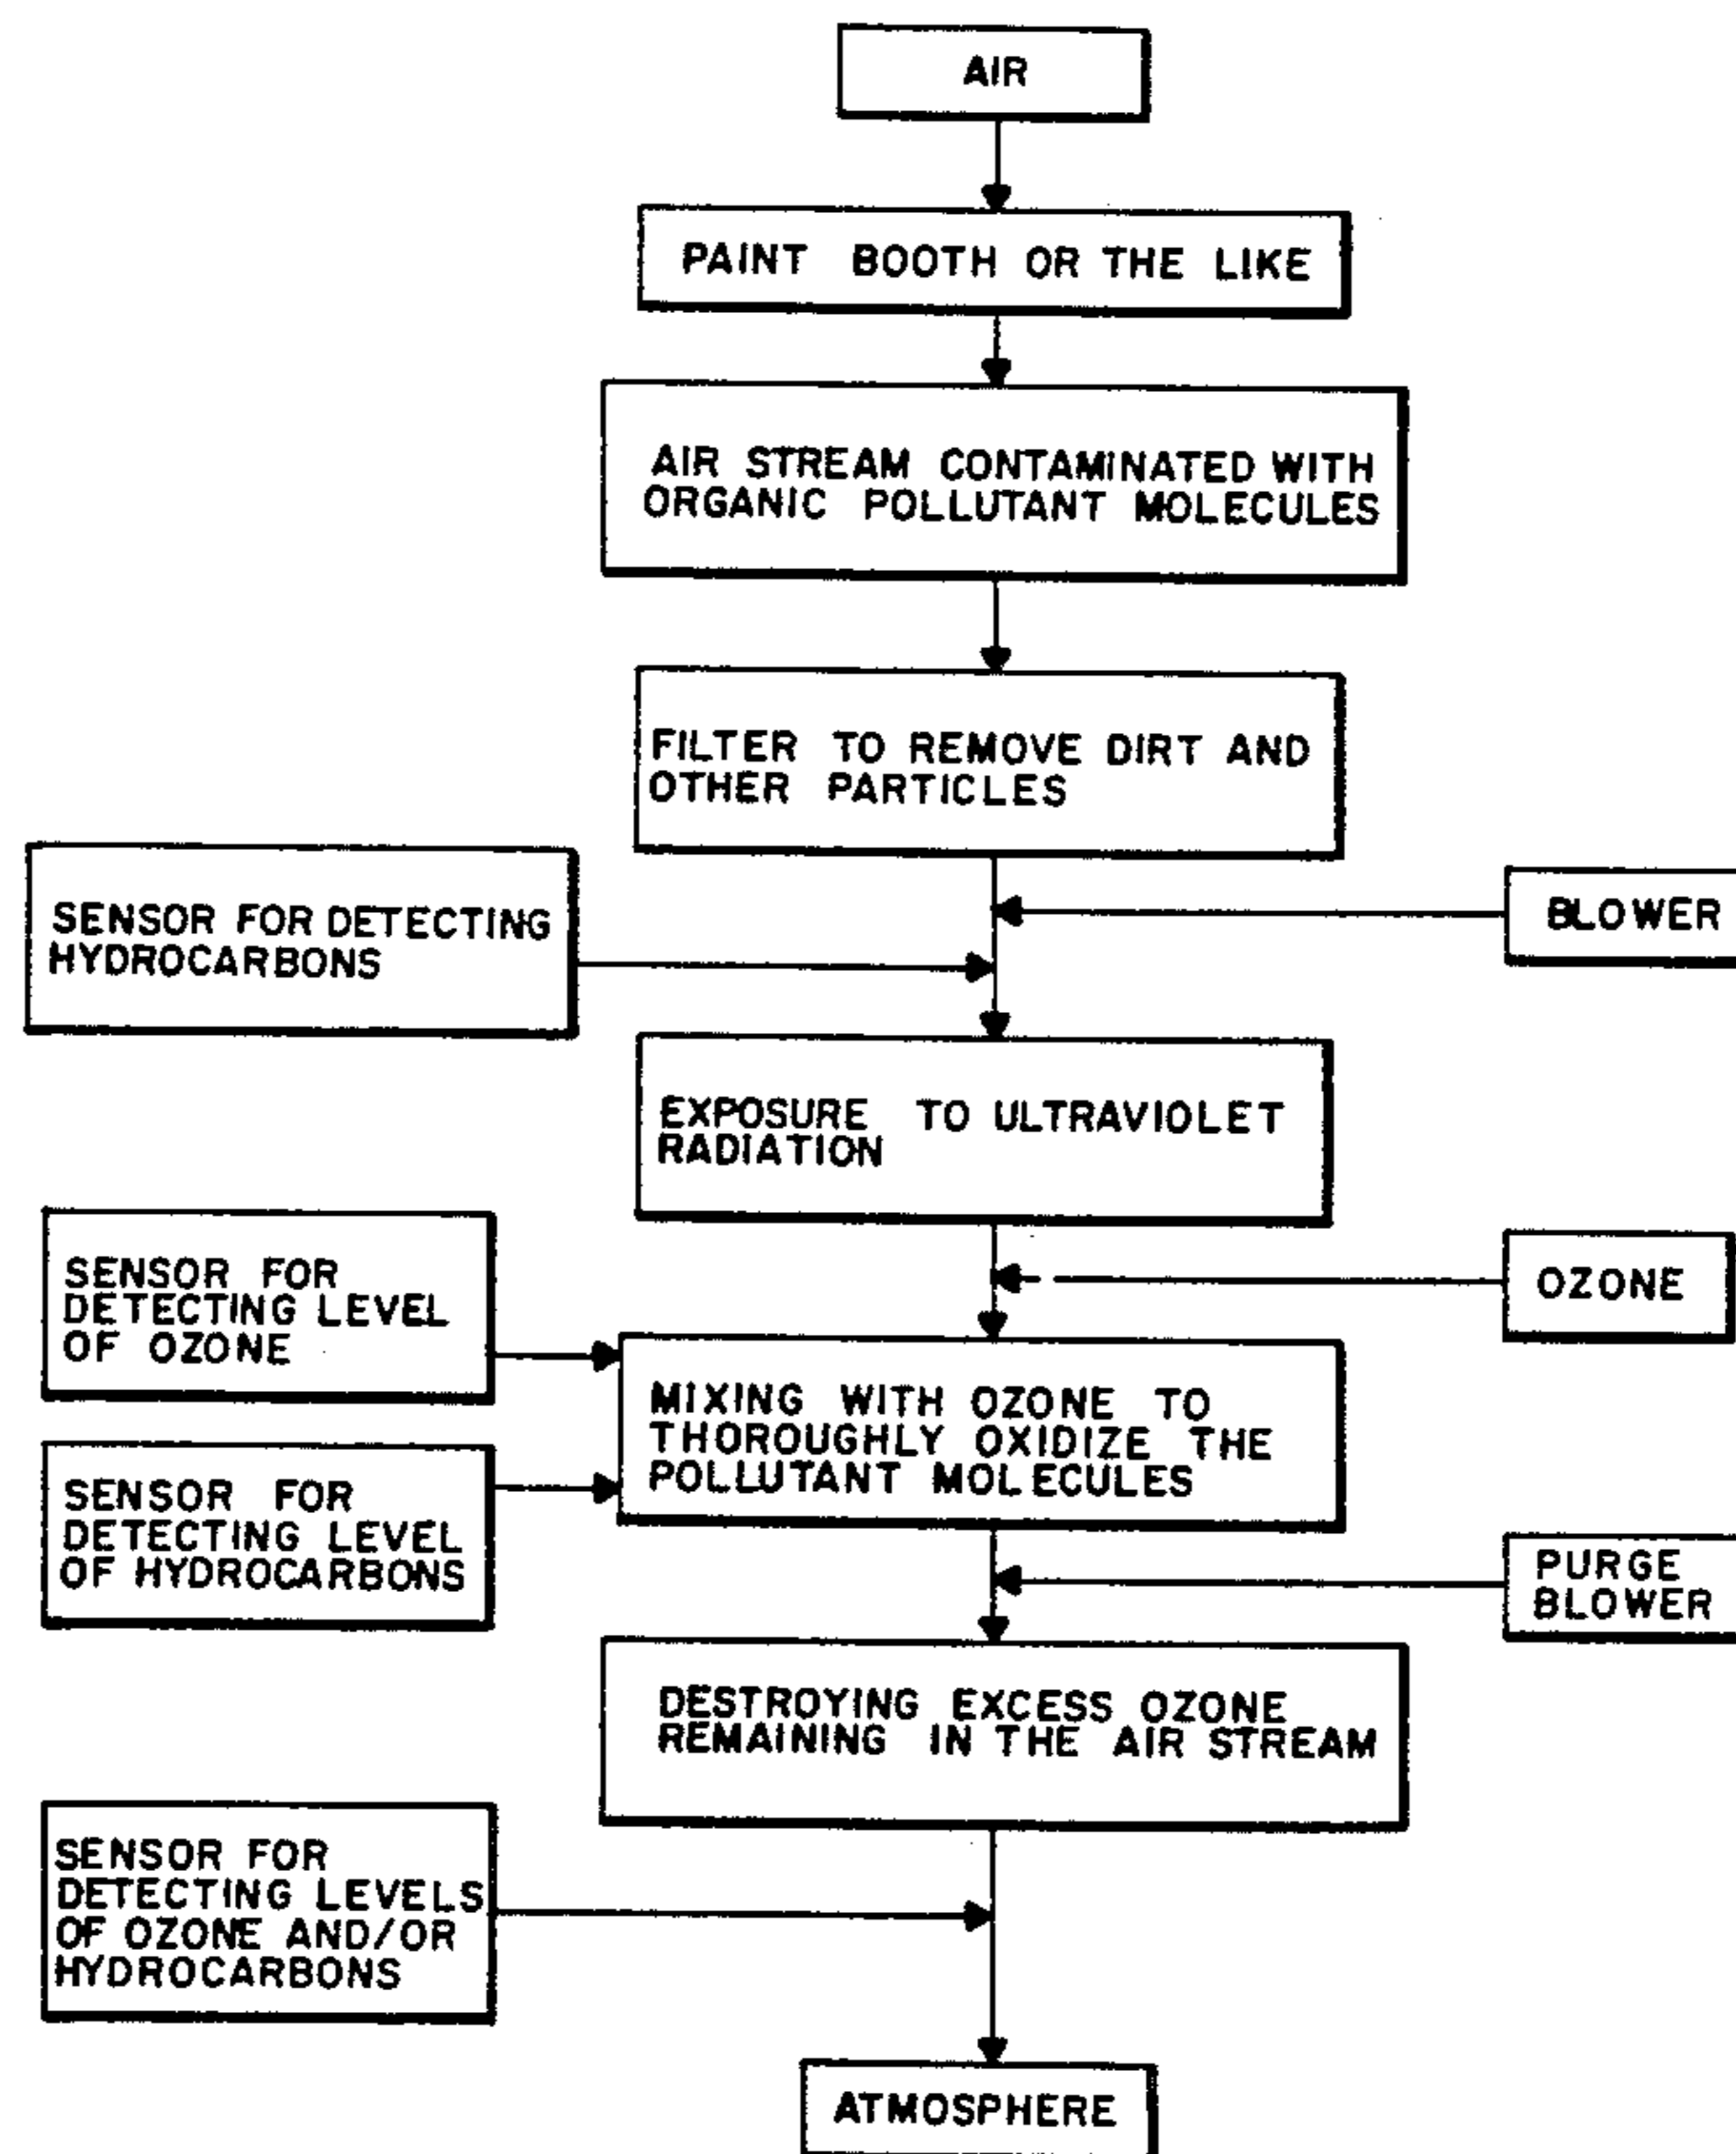 AIR
PAINT BOOTH OR THE LIKE
AIR STREAM CONTAMINATED WITH
ORGANIC POLLUTANT MOLECULES
FILTER TO REMOVE DIRT AND
OTHER PARTICLES
SENSOR FOR DETECTING
HYDROCARBONS
BLOWER
EXPOSURE TO ULTRAVIOLET
RADIATION
SENSOR FOR
DETECTING LEVEL
OF OZONE
OZONE
MIXING WITH OZONE TO
THOROUGHLY OXIDIZE THE
POLLUTANT MOLECULES
SENSOR FOR
DETECTING LEVEL
OF HYDROCARBONS
PURGE
BLOWER
DESTROYING EXCESS OZONE
REMAINING IN THE AIR STREAM
SENSOR FOR
DETECTING LEVELS
OF OZONE AND/OR
HYDROCARBONS
ATMOSPHERE